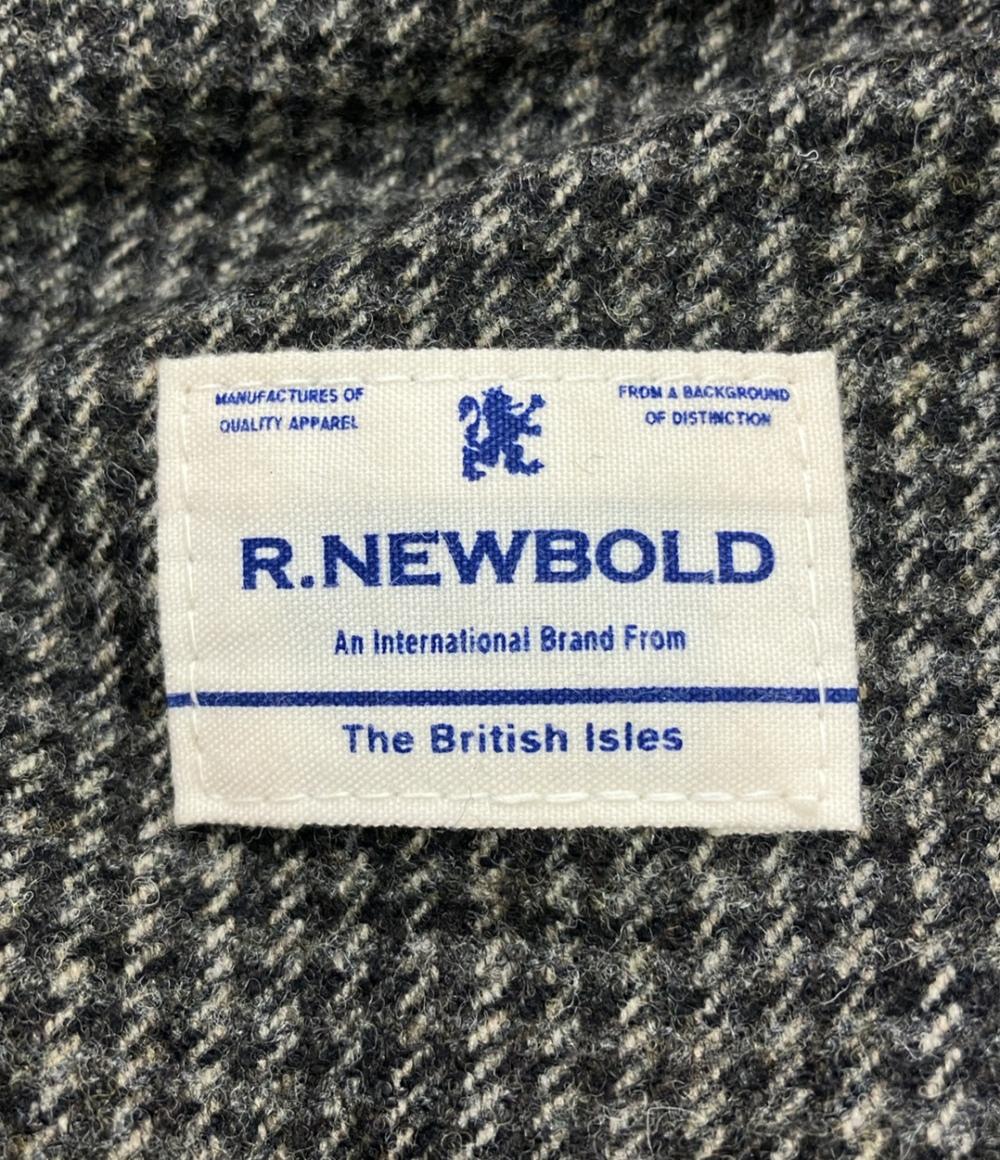 MANUFACTURES OF
QUALITY APPAREL
FROM A BACKGROUND
OF DISTINCTION
R.NEWBOLD
An International Brand From
The British Isles